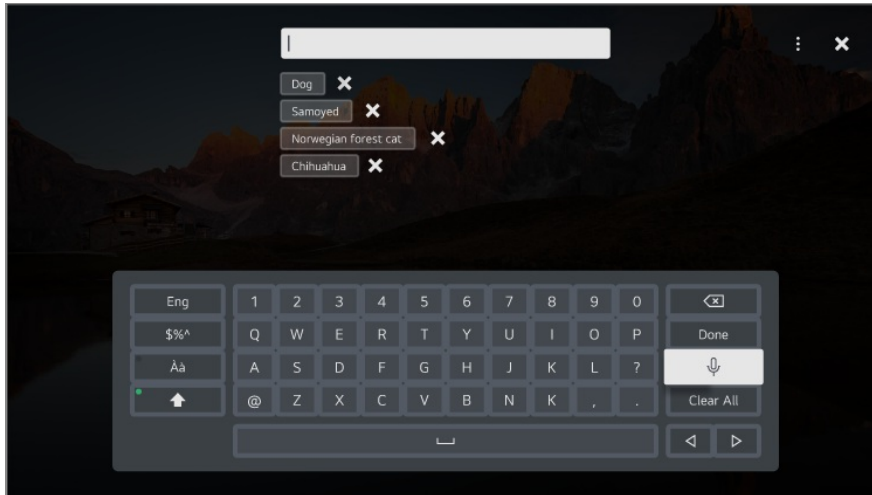 Dog
Samoyed
Norwegian forest cat
Chihuahua
Eng 1 2 3 4 5 6 7 8 9 0
$%^ Q W E R T Y U I O P Done
Àà A S D F G H J K L ?
@ Z X C V B N K , . Clear All